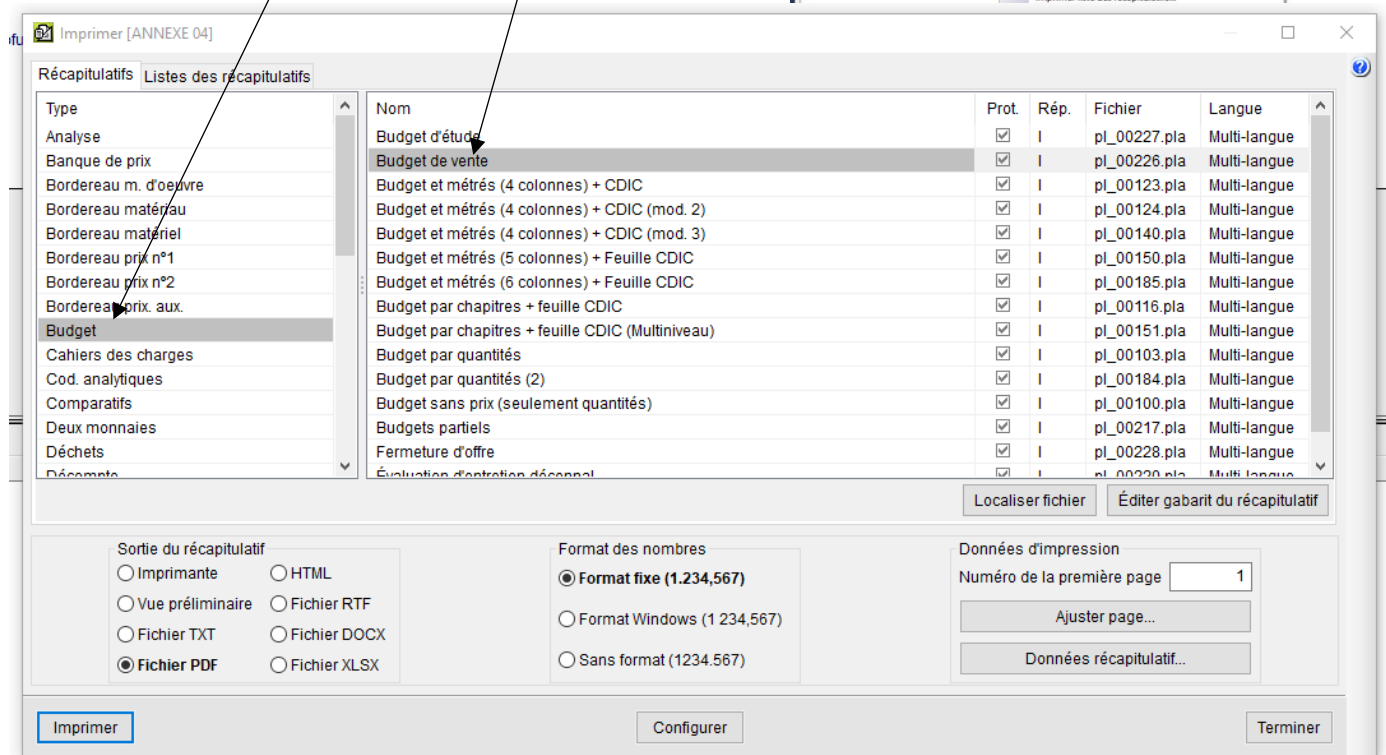 Imprimer [ANNEXE 04]
Récapitulatifs Listes des récapitulatifs
Type
Analyse
Banque de prix
Bordereau m. d'oeuvre
Bordereau matériau
Bordereau matériel
Bordereau prix nº1
Bordereau prix nº2
Bordereau prix. aux.
Budget
Cahiers des charges
Cod. analytiques
Comparatifs
Deux monnaies
Déchets
Décompte
Nom Prot. Rép. Fichier Langue
Budget d'étude I pl_00227.pla Multi-langue
Budget de vente I pl_00226.pla Multi-langue
Budget et métrés (4 colonnes) + CDIC I pl_00123.pla Multi-langue
Budget et métrés (4 colonnes) + CDIC (mod. 2) I pl_00124.pla Multi-langue
Budget et métrés (4 colonnes) + CDIC (mod. 3) I pl_00140.pla Multi-langue
Budget et métrés (5 colonnes) + Feuille CDIC I pl_00150.pla Multi-langue
Budget et métrés (6 colonnes) + Feuille CDIC I pl_00185.pla Multi-langue
Budget par chapitres + feuille CDIC I pl_00116.pla Multi-langue
Budget par chapitres + feuille CDIC (Multiniveau) I pl_00151.pla Multi-langue
Budget par quantités I pl_00103.pla Multi-langue
Budget par quantités (2) I pl_00184.pla Multi-langue
Budget sans prix (seulement quantités) I pl_00100.pla Multi-langue
Budgets partiels I pl_00217.pla Multi-langue
Fermeture d'offre I pl_00228.pla Multi-langue
Évaluation d'entretien décennal I pl_00220.pla Multi-langue
Localiser fichier Éditer gabarit du récapitulatif
Sortie du récapitulatif
Imprimante HTML
Vue préliminaire Fichier RTF
Fichier TXT Fichier DOCX
Fichier PDF Fichier XLSX
Format des nombres
Format fixe (1.234,567)
Format Windows (1 234,567)
Sans format (1234.567)
Données d'impression
Numéro de la première page 1
Ajuster page...
Données récapitulatif...
Imprimer Configurer Terminer